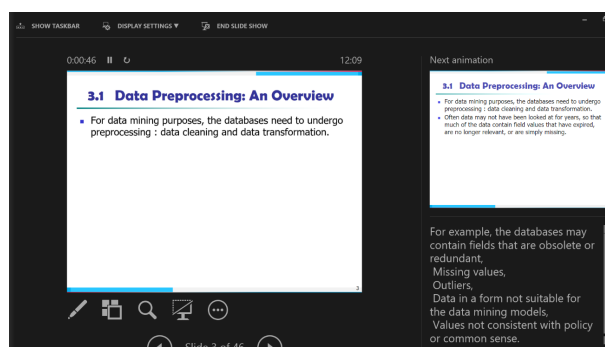 SHOW TASKBAR DISPLAY SETTINGS ▼ END SLIDE SHOW
0:00:46 12:09
3.1 Data Preprocessing: An Overview
For data mining purposes, the databases need to undergo
preprocessing : data cleaning and data transformation.
3
Slide 3 of 46
Next animation
3.1 Data Preprocessing: An Overview
For data mining purposes, the databases need to undergo
preprocessing : data cleaning and data transformation.
Often data may not have been looked at for years, so that
much of the data contain field values that have expired,
are no longer relevant, or are simply missing.
For example, the databases may
contain fields that are obsolete or
redundant,
Missing values,
Outliers,
Data in a form not suitable for
the data mining models,
Values not consistent with policy
or common sense.